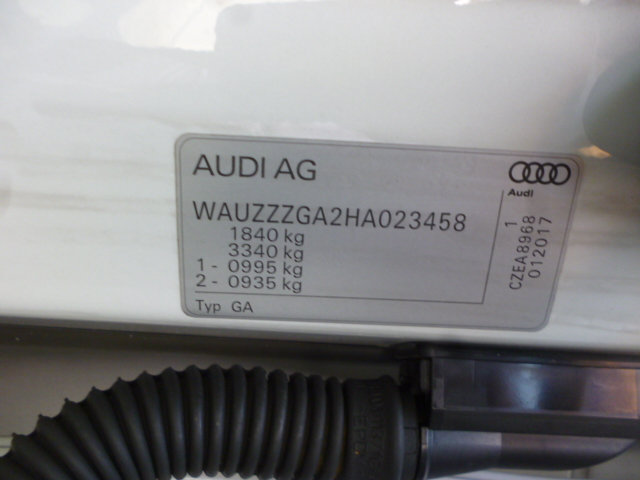 AUDI AG
Audi
WAUZZZGA2HA023458
1840 kg
3340 kg
1- 0995 kg
2- 0935 kg
Typ GA
CZEA8968 1
012017